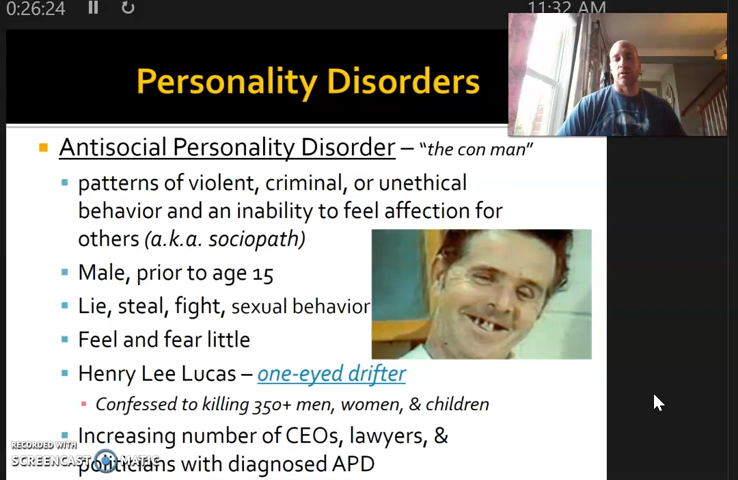 0:26:24
11:32 AM
Personality Disorders
Antisocial Personality Disorder – “the con man”
patterns of violent, criminal, or unethical
behavior and an inability to feel affection for
others (a.k.a. sociopath)
Male, prior to age 15
Lie, steal, fight, sexual behavior
Feel and fear little
Henry Lee Lucas – one-eyed drifter
Confessed to killing 350+ men, women, & children
Increasing number of CEOs, lawyers, &
politicians with diagnosed APD
RECORDED WITH
SCREENCAST MATIC